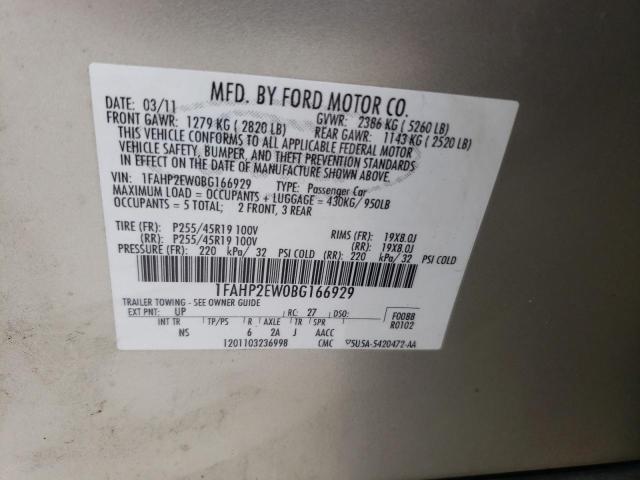 MFD. BY FORD MOTOR CO.
DATE: 03/11 GVWR: 2386 KG ( 5260 LB)
FRONT GAWR: 1279 KG ( 2820 LB) REAR GAWR: 1143 KG ( 2520 LB)
THIS VEHICLE CONFORMS TO ALL APPLICABLE FEDERAL MOTOR
VEHICLE SAFETY, BUMPER, AND THEFT PREVENTION STANDARDS
IN EFFECT ON THE DATE OF MANUFACTURE SHOWN ABOVE.
VIN: 1FAHP2EW0BG166929 TYPE: Passenger Car
MAXIMUM LOAD = OCCUPANTS + LUGGAGE = 430KG/ 950LB
OCCUPANTS = 5 TOTAL; 2 FRONT, 3 REAR
TIRE (FR): P255/45R19 100V RIMS (FR): 19X8.0J
(RR): P255/45R19 100V (RR): 19X8.0J
PRESSURE (FR): 220 kPa/ 32 PSI COLD (RR): 220 kPa/ 32 PSI COLD
1FAHP2EW0BG166929
TRAILER TOWING - SEE OWNER GUIDE
EXT PNT: UP RC: 27 DSO: F0088
R0102
INT TR TP/PS R AXLE TR SPR
NS 6 2A J AACC
1201103236998 CMC 5U5A-5420472-AA